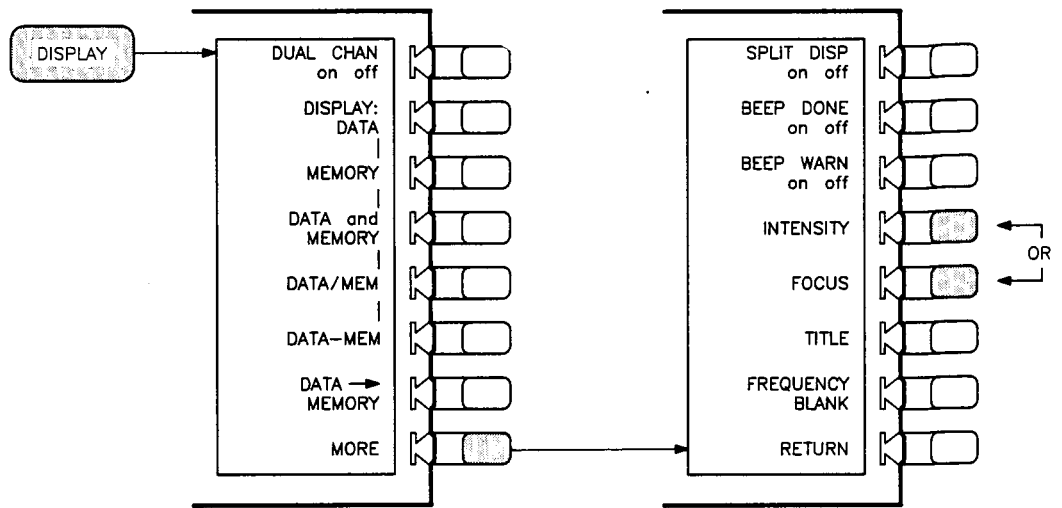 DISPLAY
DUAL CHAN
on off
DISPLAY:
DATA
MEMORY
DATA and
MEMORY
DATA/MEM
DATA-MEM
DATA →
MEMORY
MORE
SPLIT DISP
on off
BEEP DONE
on off
BEEP WARN
on off
INTENSITY
FOCUS
TITLE
FREQUENCY
BLANK
RETURN
OR